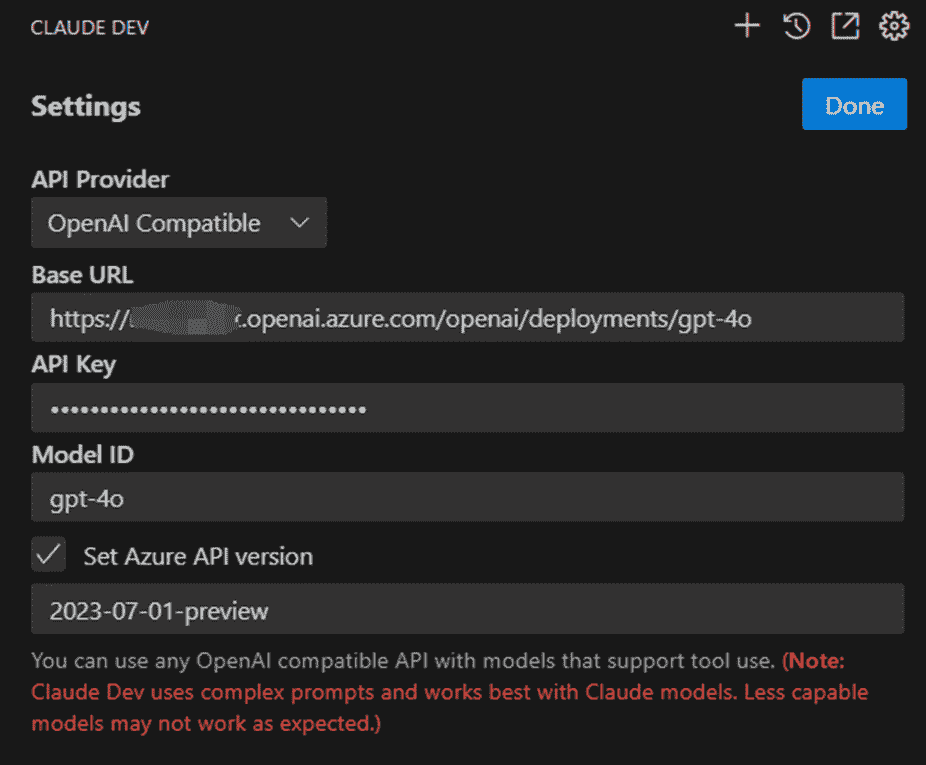 CLAUDE DEV
Settings
Done
API Provider
OpenAI Compatible
Base URL
https://.openai.azure.com/openai/deployments/gpt-4o
API Key
••••••••••••••••••••••••••••••••
Model ID
gpt-4o
Set Azure API version
2023-07-01-preview
You can use any OpenAI compatible API with models that support tool use. (Note:
Claude Dev uses complex prompts and works best with Claude models. Less capable
models may not work as expected.)